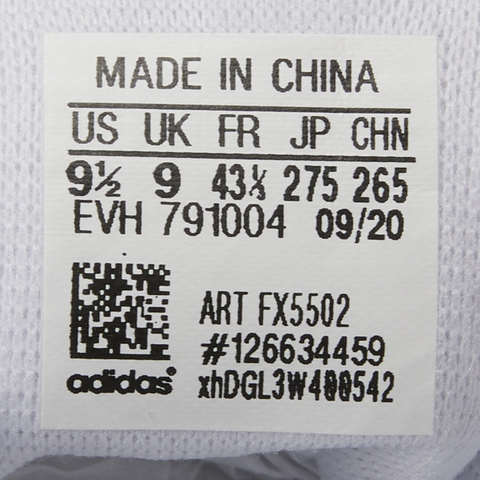 MADE IN CHINA
US UK FR JP CHN
9½ 9 43⅓ 275 265
EVH 791004 09/20
ART FX5502
#126634459
adidas